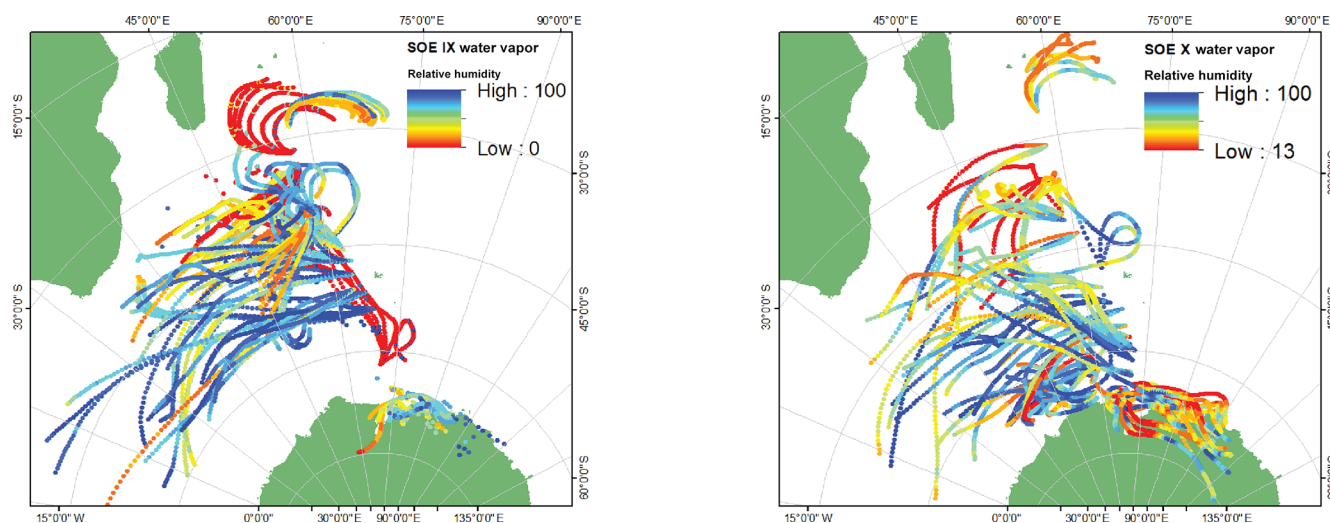 45°0'0"E 60°0'0"E 75°0'0"E 90°0'0"E
SOE IX water vapor
Relative humidity
High : 100
Low : 0
15°0'0"S
30°0'0"S
30°0'0"S
45°0'0"S
60°0'0"S
15°0'0"W 0°0'0" 30°0'0"E 90°0'0"E 135°0'0"E
45°0'0"E 60°0'0"E 75°0'0"E 90°0'0"E
SOE X water vapor
Relative humidity
High : 100
Low : 13
15°0'0"S
30°0'0"S
15°0'0"W 0°0'0" 30°0'0"E 90°0'0"E 135°0'0"E